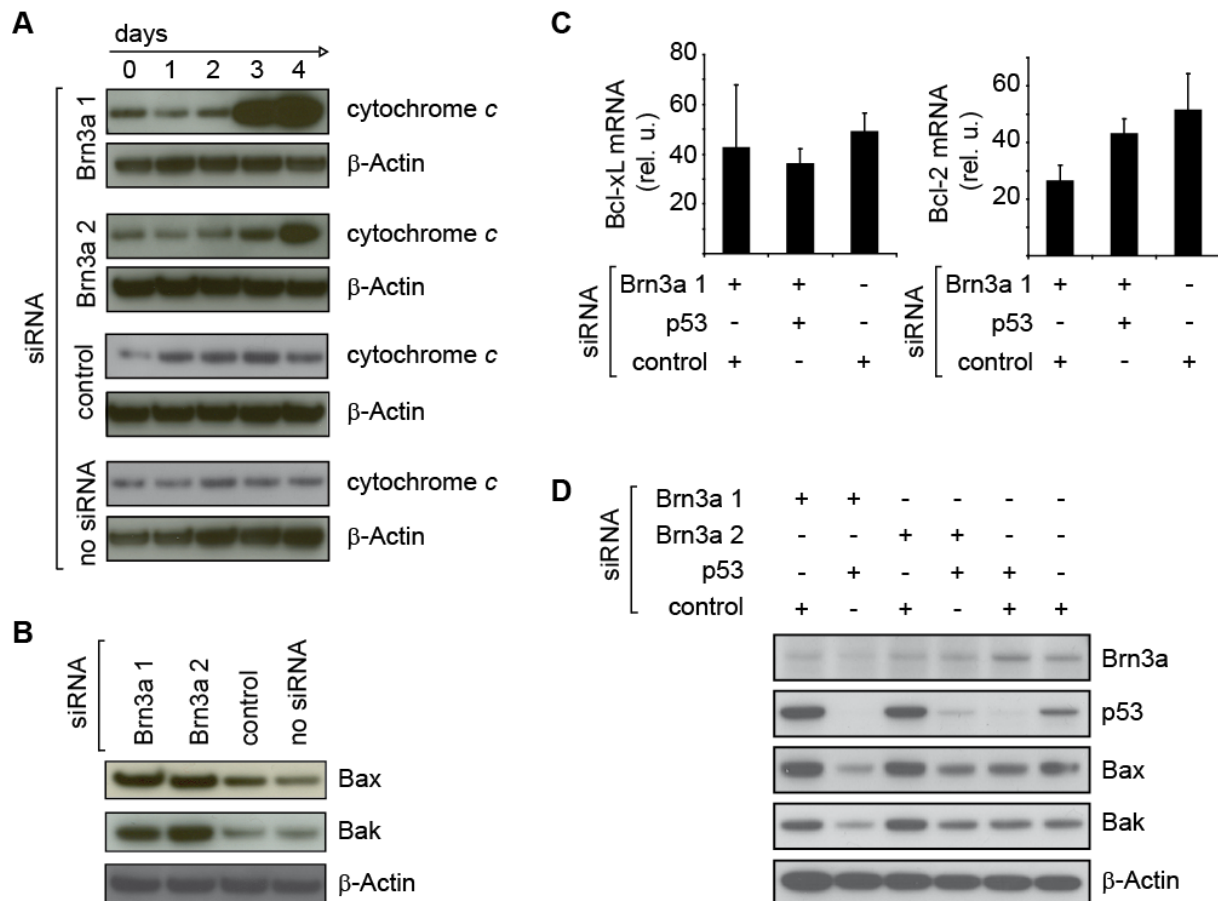 A
days
0 1 2 3 4
siRNA
Brn3a 1
cytochrome c
β-Actin
Brn3a 2
cytochrome c
β-Actin
control
cytochrome c
β-Actin
no siRNA
cytochrome c
β-Actin
B
siRNA
Brn3a 1
Brn3a 2
control
no siRNA
Bax
Bak
β-Actin
C
Bcl-xL mRNA
(rel. u.)
80
60
40
20
siRNA
Brn3a 1 + + -
p53 - + -
control + - +
Bcl-2 mRNA
(rel. u.)
60
40
20
siRNA
Brn3a 1 + + -
p53 - + -
control + - +
D
siRNA
Brn3a 1 + + - - - -
Brn3a 2 - - + + - -
p53 - + - + + -
control + - + - + +
Brn3a
p53
Bax
Bak
β-Actin